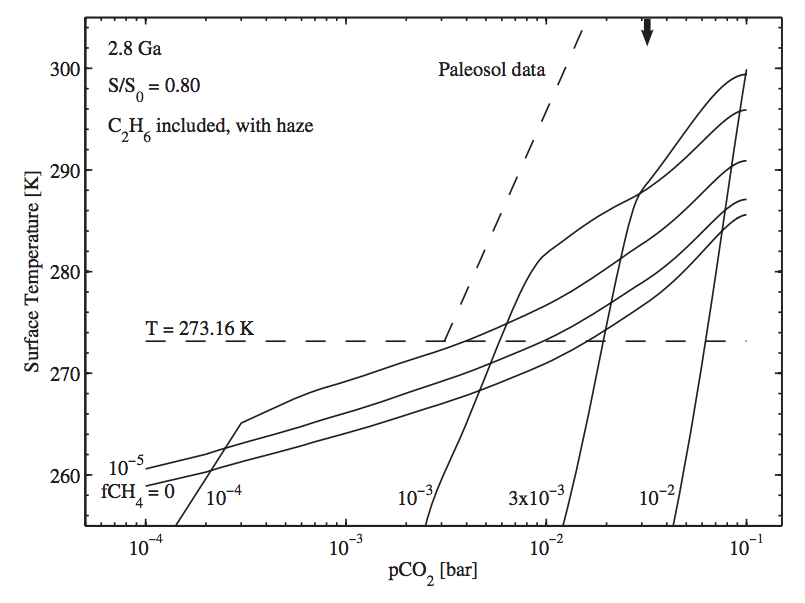 2.8 Ga
S/S₀ = 0.80
C₂H₆ included, with haze
Paleosol data
T = 273.16 K
10⁻⁵
fCH₄ = 0
10⁻⁴
10⁻³
3x10⁻³
10⁻²
Surface Temperature [K]
300
290
280
270
260
10⁻⁴
10⁻³
10⁻²
10⁻¹
pCO₂ [bar]